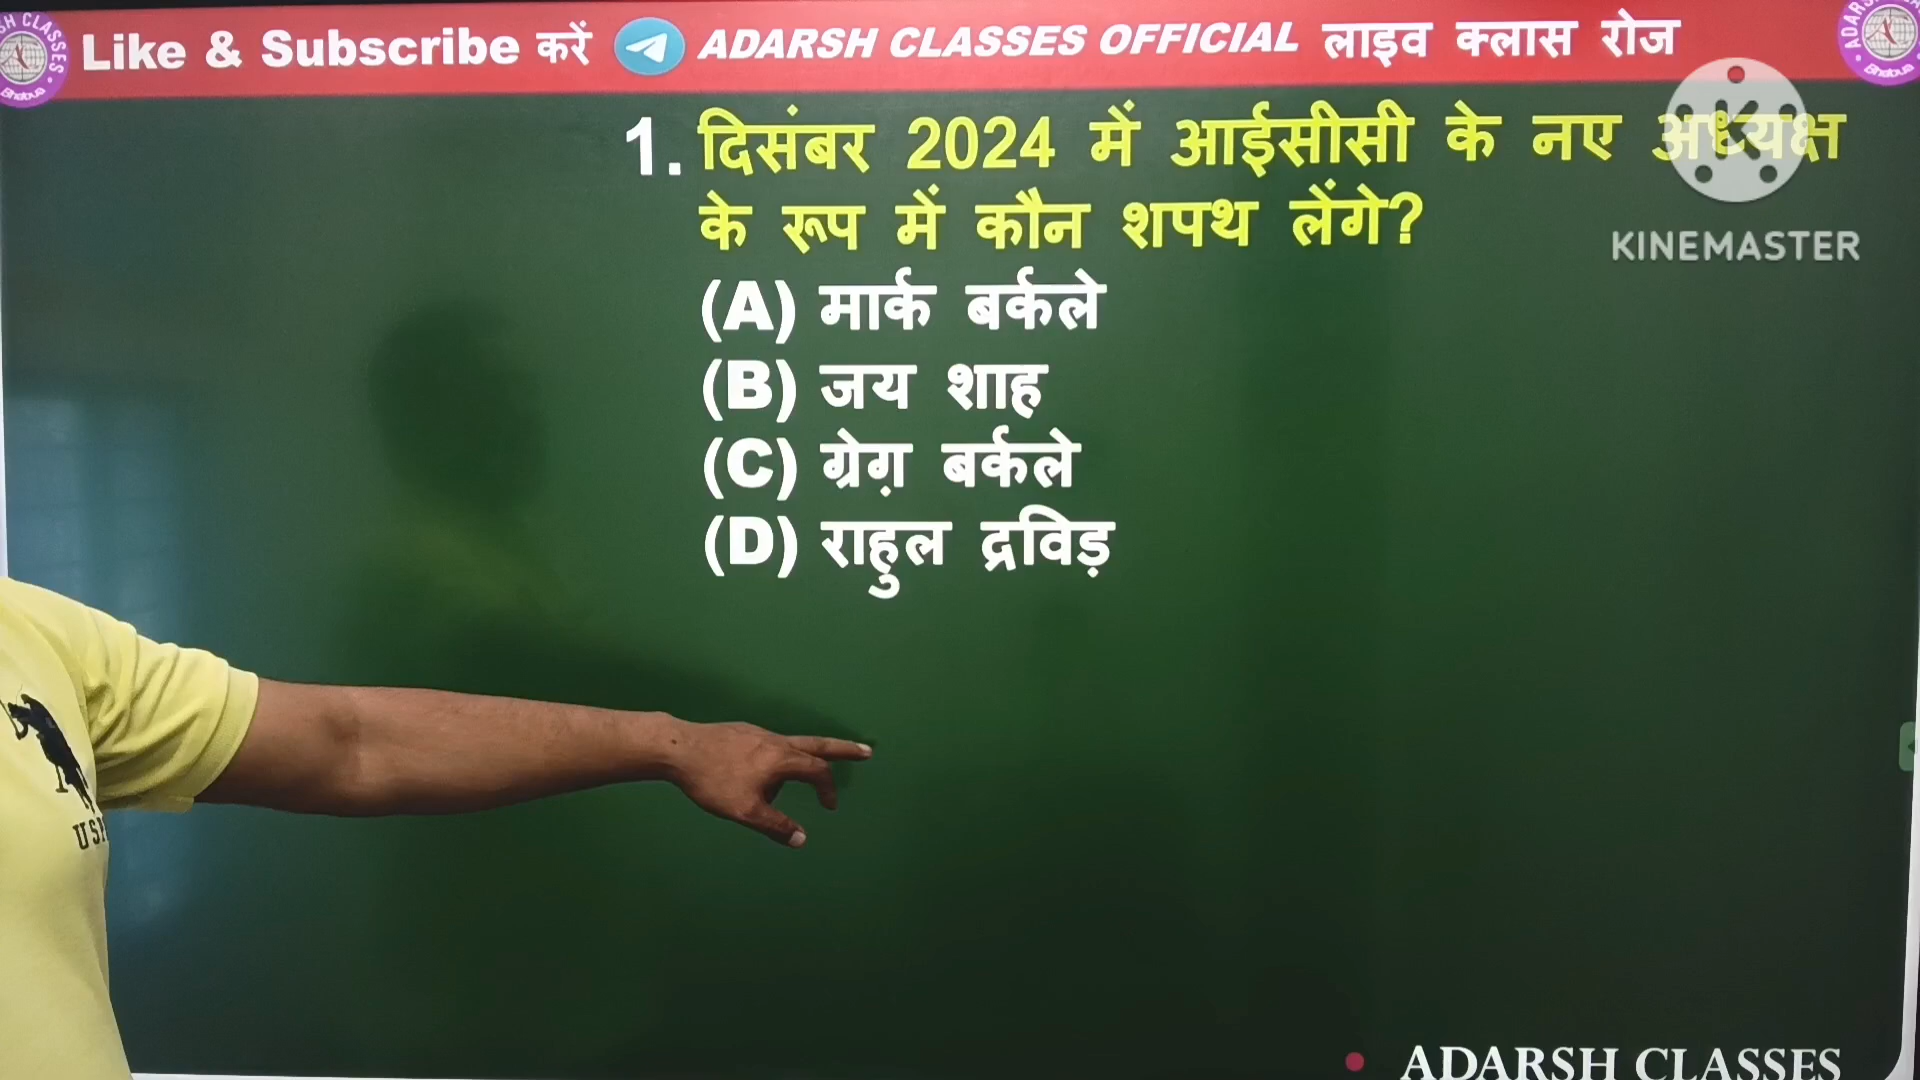 Like & Subscribe करें ADARSH CLASSES OFFICIAL लाइव क्लास रोज
1. दिसंबर 2024 में आईसीसी के नए अध्यक्ष
के रूप में कौन शपथ लेंगे?
KINEMASTER
(A) मार्क बर्कले
(B) जय शाह
(C) ग्रेग़ बर्कले
(D) राहुल द्रविड़
ADARSH CLASSES